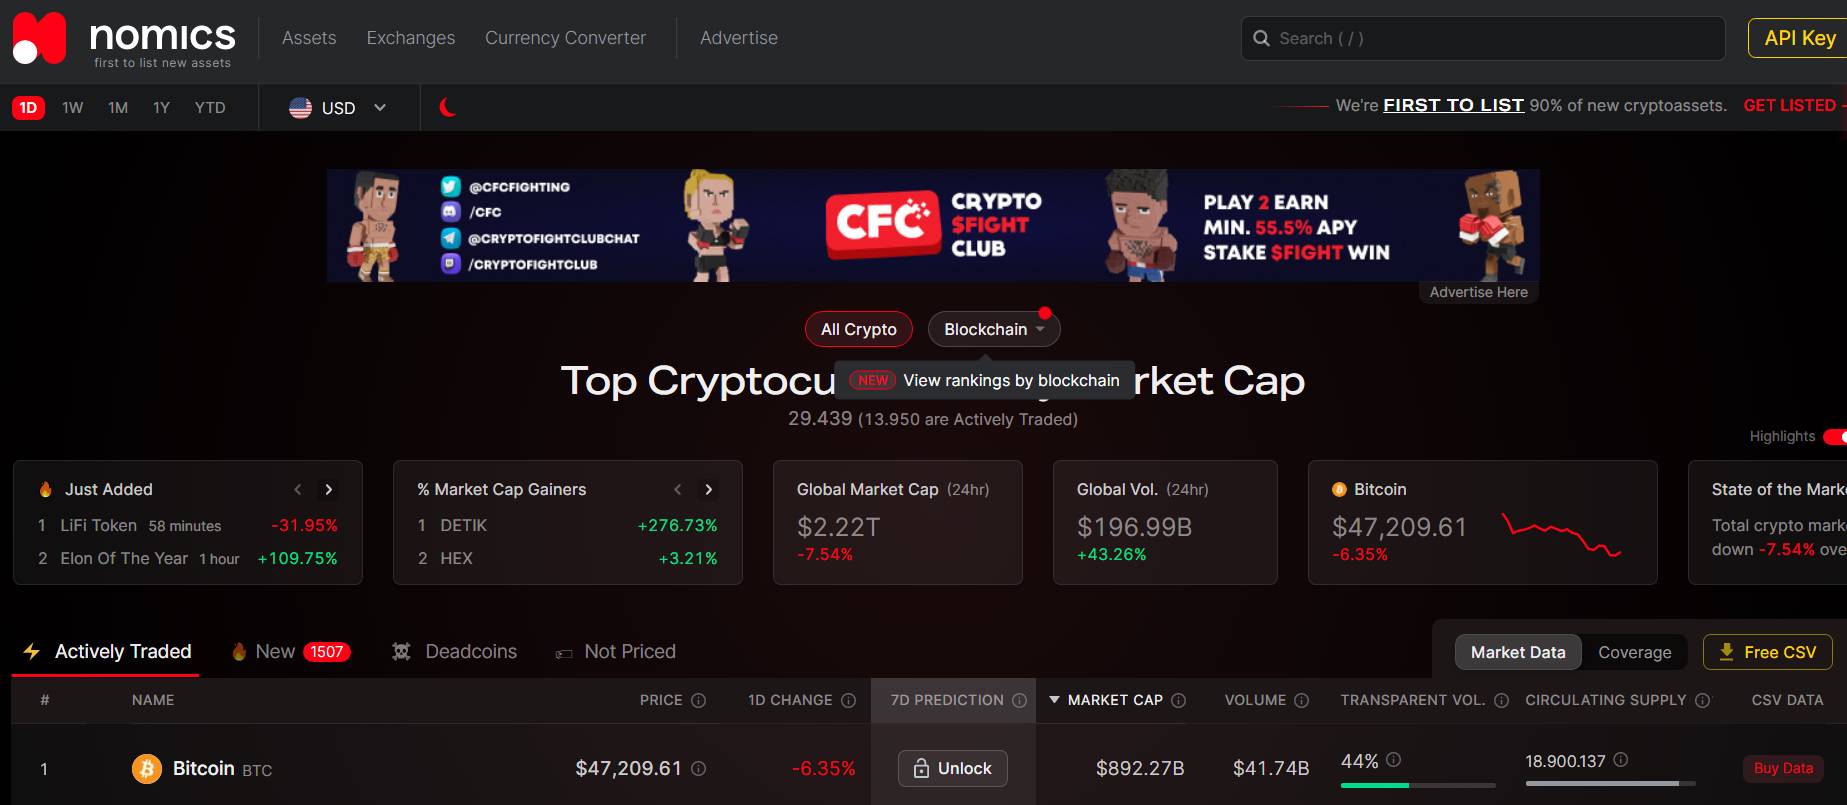 nomics
first to list new assets
Assets Exchanges Currency Converter Advertise
Search ( / )
API Key
1D 1W 1M 1Y YTD
USD
We're FIRST TO LIST 90% of new cryptoassets. GET LISTED
@CFCFIGHTING
/CFC
@CRYPTOFIGHTCLUBCHAT
/CRYPTOFIGHTCLUB
CFC
CRYPTO
$FIGHT
CLUB
PLAY 2 EARN
MIN. 55.5% APY
STAKE $FIGHT WIN
Advertise Here
All Crypto Blockchain
NEW View rankings by blockchain
Top Cryptocu rket Cap
29.439 (13.950 are Actively Traded)
Highlights
Just Added
1 LiFi Token 58 minutes -31.95%
2 Elon Of The Year 1 hour +109.75%
% Market Cap Gainers
1 DETIK +276.73%
2 HEX +3.21%
Global Market Cap (24hr)
$2.22T
-7.54%
Global Vol. (24hr)
$196.99B
+43.26%
Bitcoin
$47,209.61
-6.35%
State of the Marke
Total crypto marke
down -7.54% ove
Actively Traded New 1507 Deadcoins Not Priced
Market Data Coverage Free CSV
# NAME PRICE 1D CHANGE 7D PREDICTION MARKET CAP VOLUME TRANSPARENT VOL. CIRCULATING SUPPLY CSV DATA
1 Bitcoin BTC $47,209.61 -6.35% Unlock $892.27B $41.74B 44% 18.900.137 Buy Data